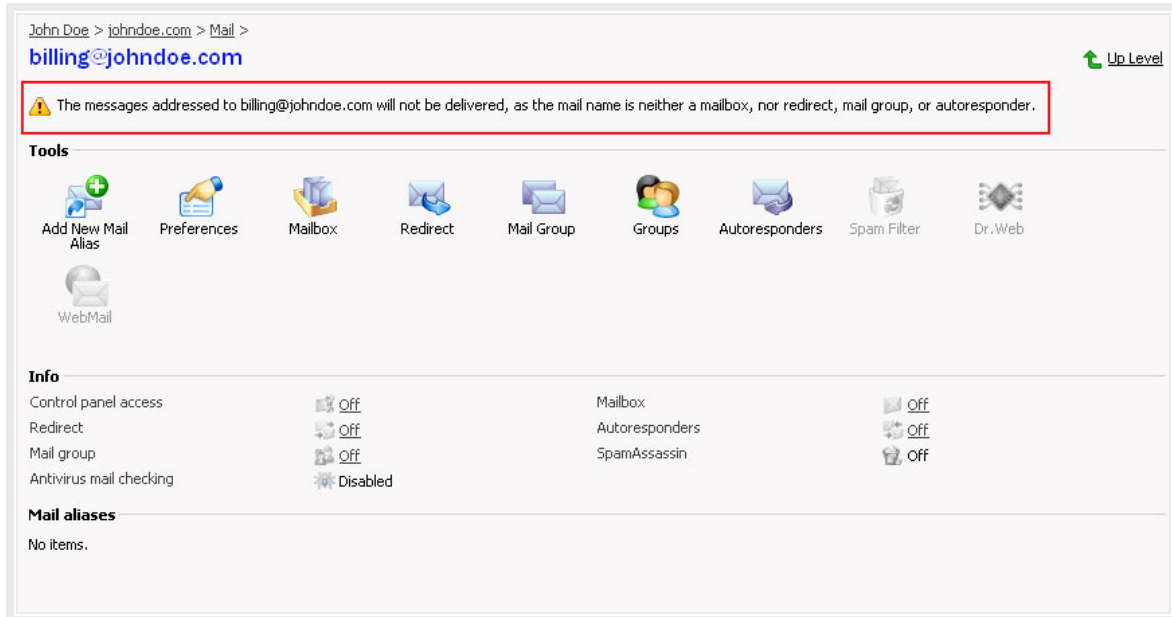 John Doe > johndoe.com > Mail >
billing@johndoe.com
Up Level
The messages addressed to billing@johndoe.com will not be delivered, as the mail name is neither a mailbox, nor redirect, mail group, or autoresponder.
Tools
Add New Mail Alias
Preferences
Mailbox
Redirect
Mail Group
Groups
Autoresponders
Spam Filter
Dr.Web
WebMail
Info
Control panel access Off Mailbox Off
Redirect Off Autoresponders Off
Mail group Off SpamAssassin Off
Antivirus mail checking Disabled
Mail aliases
No items.